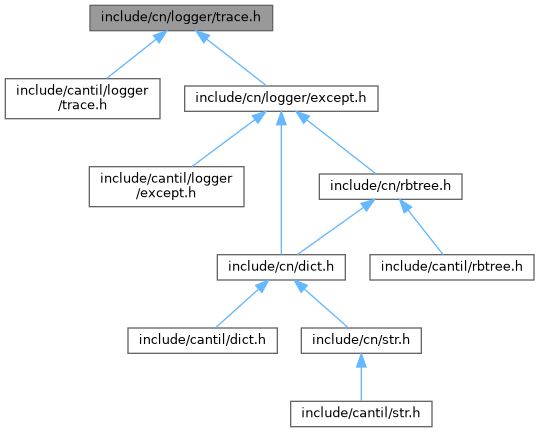 include/cn/logger/trace.h
include/cantil/logger
/trace.h
include/cn/logger/except.h
include/cantil/logger
/except.h
include/cn/rbtree.h
include/cn/dict.h
include/cantil/rbtree.h
include/cantil/dict.h
include/cn/str.h
include/cantil/str.h